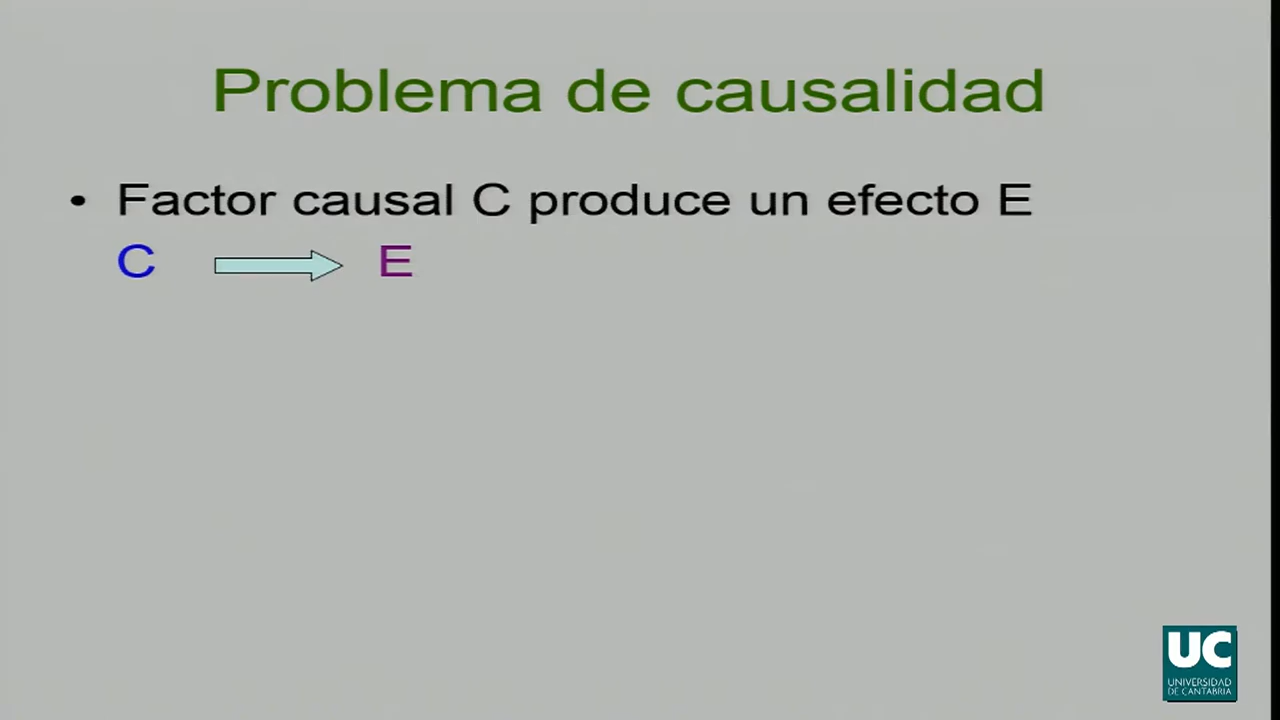 Problema de causalidad
• Factor causal C produce un efecto E
C E
UC
UNIVERSIDAD
DE CANTABRIA